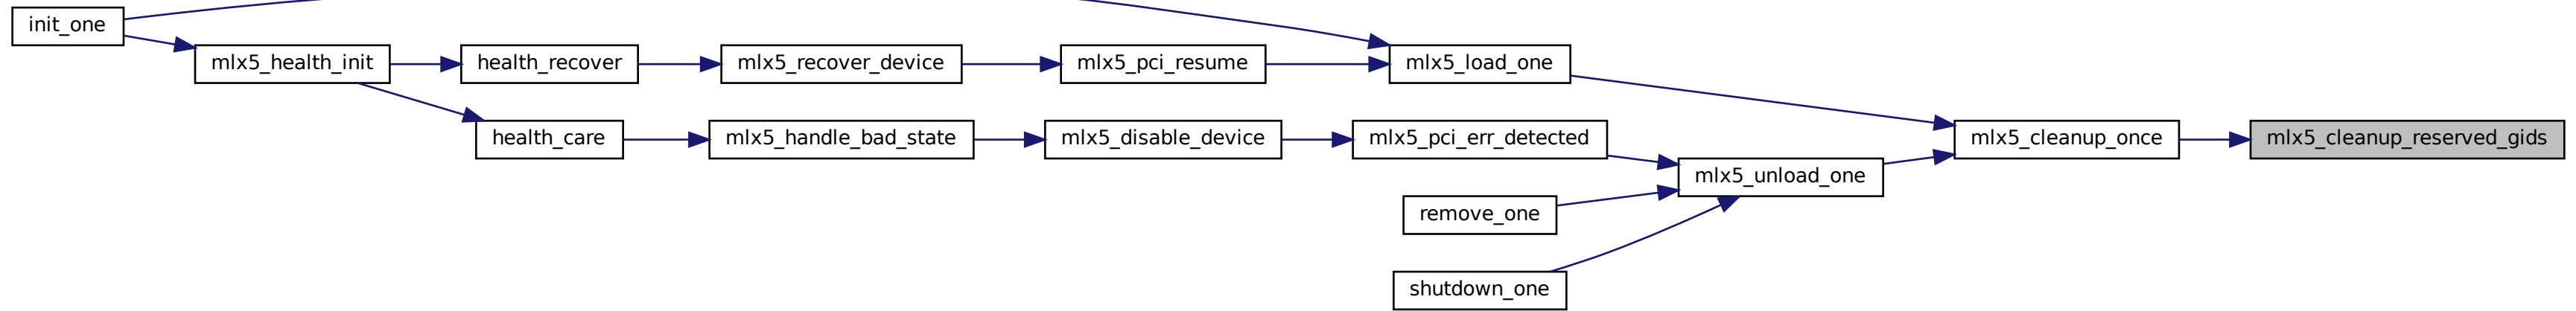 init_one
mlx5_health_init
health_recover
mlx5_recover_device
mlx5_pci_resume
mlx5_load_one
health_care
mlx5_handle_bad_state
mlx5_disable_device
mlx5_pci_err_detected
mlx5_cleanup_once
mlx5_cleanup_reserved_gids
mlx5_unload_one
remove_one
shutdown_one